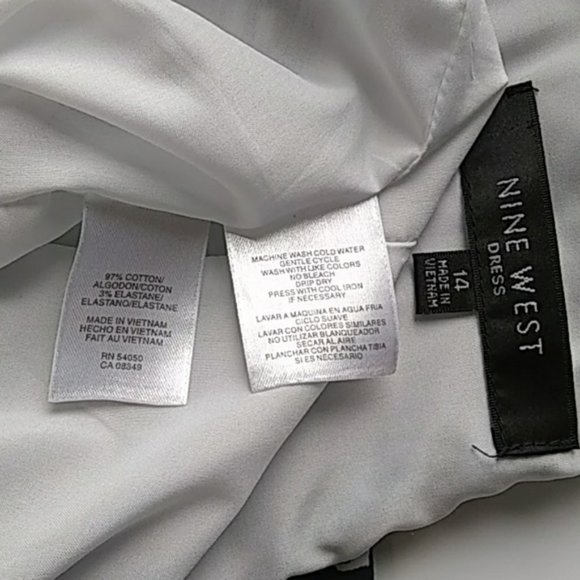 97% COTTON/
ALGODON/COTON
3% ELASTANE/
ELASTANO/ELASTANE
MADE IN VIETNAM
HECHO EN VIETNAM
FAIT AU VIETNAM
RN 54050
CA 08349
MACHINE WASH COLD WATER
GENTLE CYCLE
WASH WITH LIKE COLORS
NO BLEACH
DRIP DRY
PRESS WITH COOL IRON
IF NECESSARY
LAVAR A MAQUINA EN AGUA FRIA
CICLO SUAVE
LAVAR CON COLORES SIMILARES
NO UTILIZAR BLANQUEADOR
SECAR AL AIRE
PLANCHAR CON PLANCHA TIBIA
SI ES NECESARIO
14
MADE IN
VIETNAM
NINE WEST
DRESS